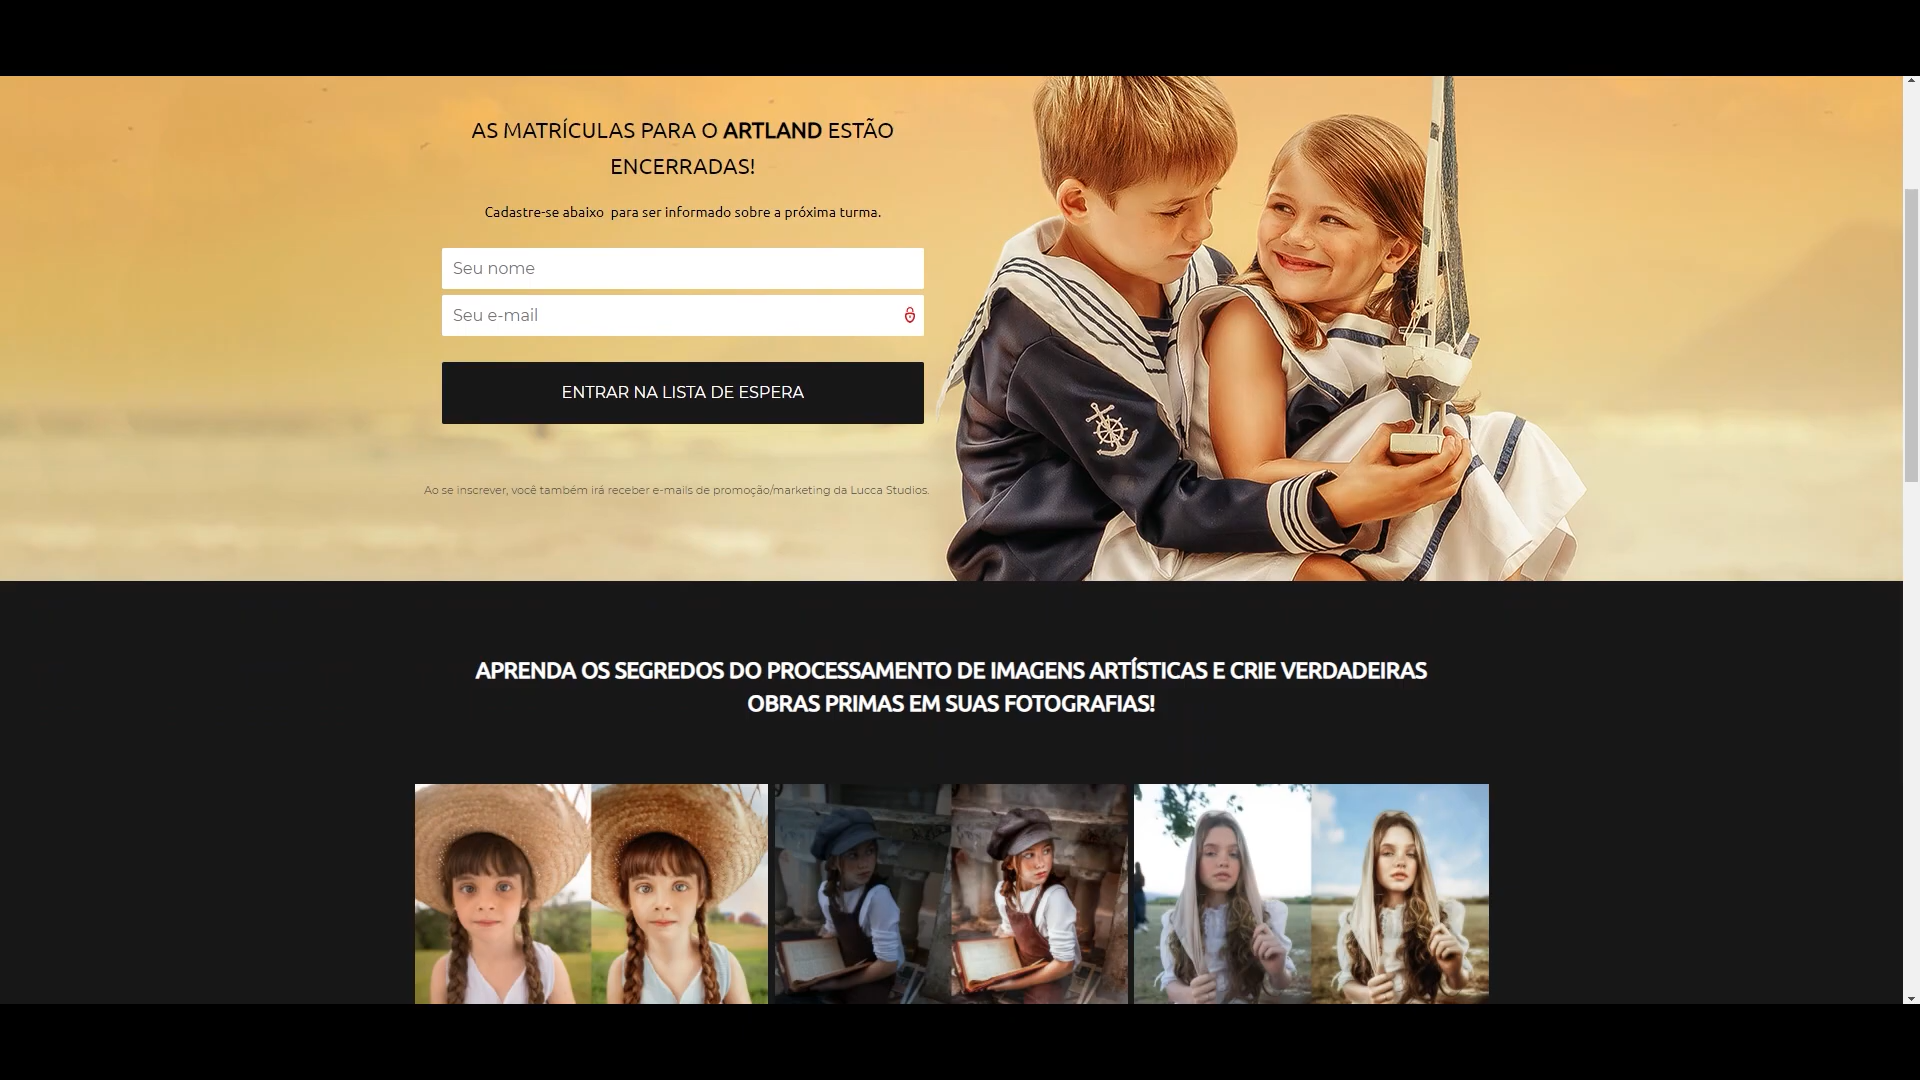 AS MATRÍCULAS PARA O ARTLAND ESTÃO
ENCERRADAS!
Cadastre-se abaixo para ser informado sobre a próxima turma.
Seu nome
Seu e-mail
ENTRAR NA LISTA DE ESPERA
Ao se inscrever, você também irá receber e-mails de promoção/marketing da Lucca Studios.
APRENDA OS SEGREDOS DO PROCESSAMENTO DE IMAGENS ARTÍSTICAS E CRIE VERDADEIRAS
OBRAS PRIMAS EM SUAS FOTOGRAFIAS!